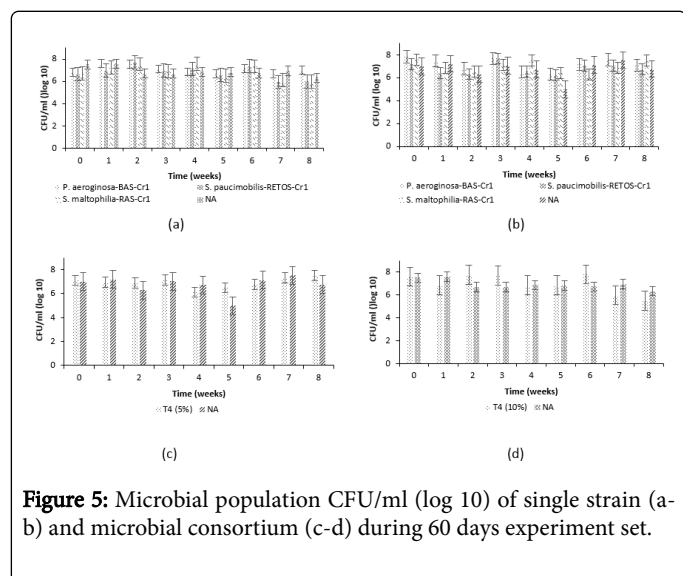 CFU/ml (log 10)
8
6
4
2
0
0 1 2 3 4 5 6 7 8
Time (weeks)
P. aeroginosa-BAS-Cr1 S. paucimobilis-RETOS-Cr1
S. maltophilia-RAS-Cr1 NA
(a)
CFU/ml ()log 10)
8
6
4
2
0
0 1 2 3 4 5 6 7 8
Time (weeks)
P. aeroginosa-BAS-Cr1 S. paucimobilis-RETOS-Cr1
S. maltophilia-RAS-Cr1 NA
(b)
CFU/ml (log 10)
8
6
4
2
0
0 1 2 3 4 5 6 7 8
Time (weeks)
T4 (5%) NA
(c)
CFU/ml ()log 10)
8
6
4
2
0
0 1 2 3 4 5 6 7 8
Time (weeks)
T4 (10%) NA
(d)
Figure 5: Microbial population CFU/ml (log 10) of single strain (a-
b) and microbial consortium (c-d) during 60 days experiment set.